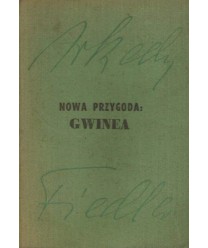 Arkady
NOWA PRZYGODA:
GWINEA
Fiedler